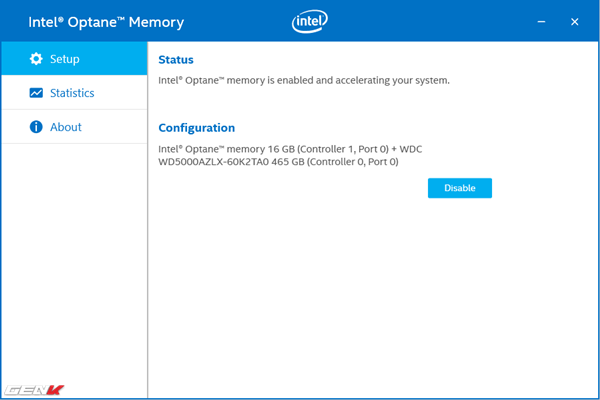 Intel® Optane™ Memory
intel
Setup
Statistics
About
Status
Intel® Optane™ memory is enabled and accelerating your system.
Configuration
Intel® Optane™ memory 16 GB (Controller 1, Port 0) + WDC
WD5000AZLX-60K2TA0 465 GB (Controller 0, Port 0)
Disable
GENK